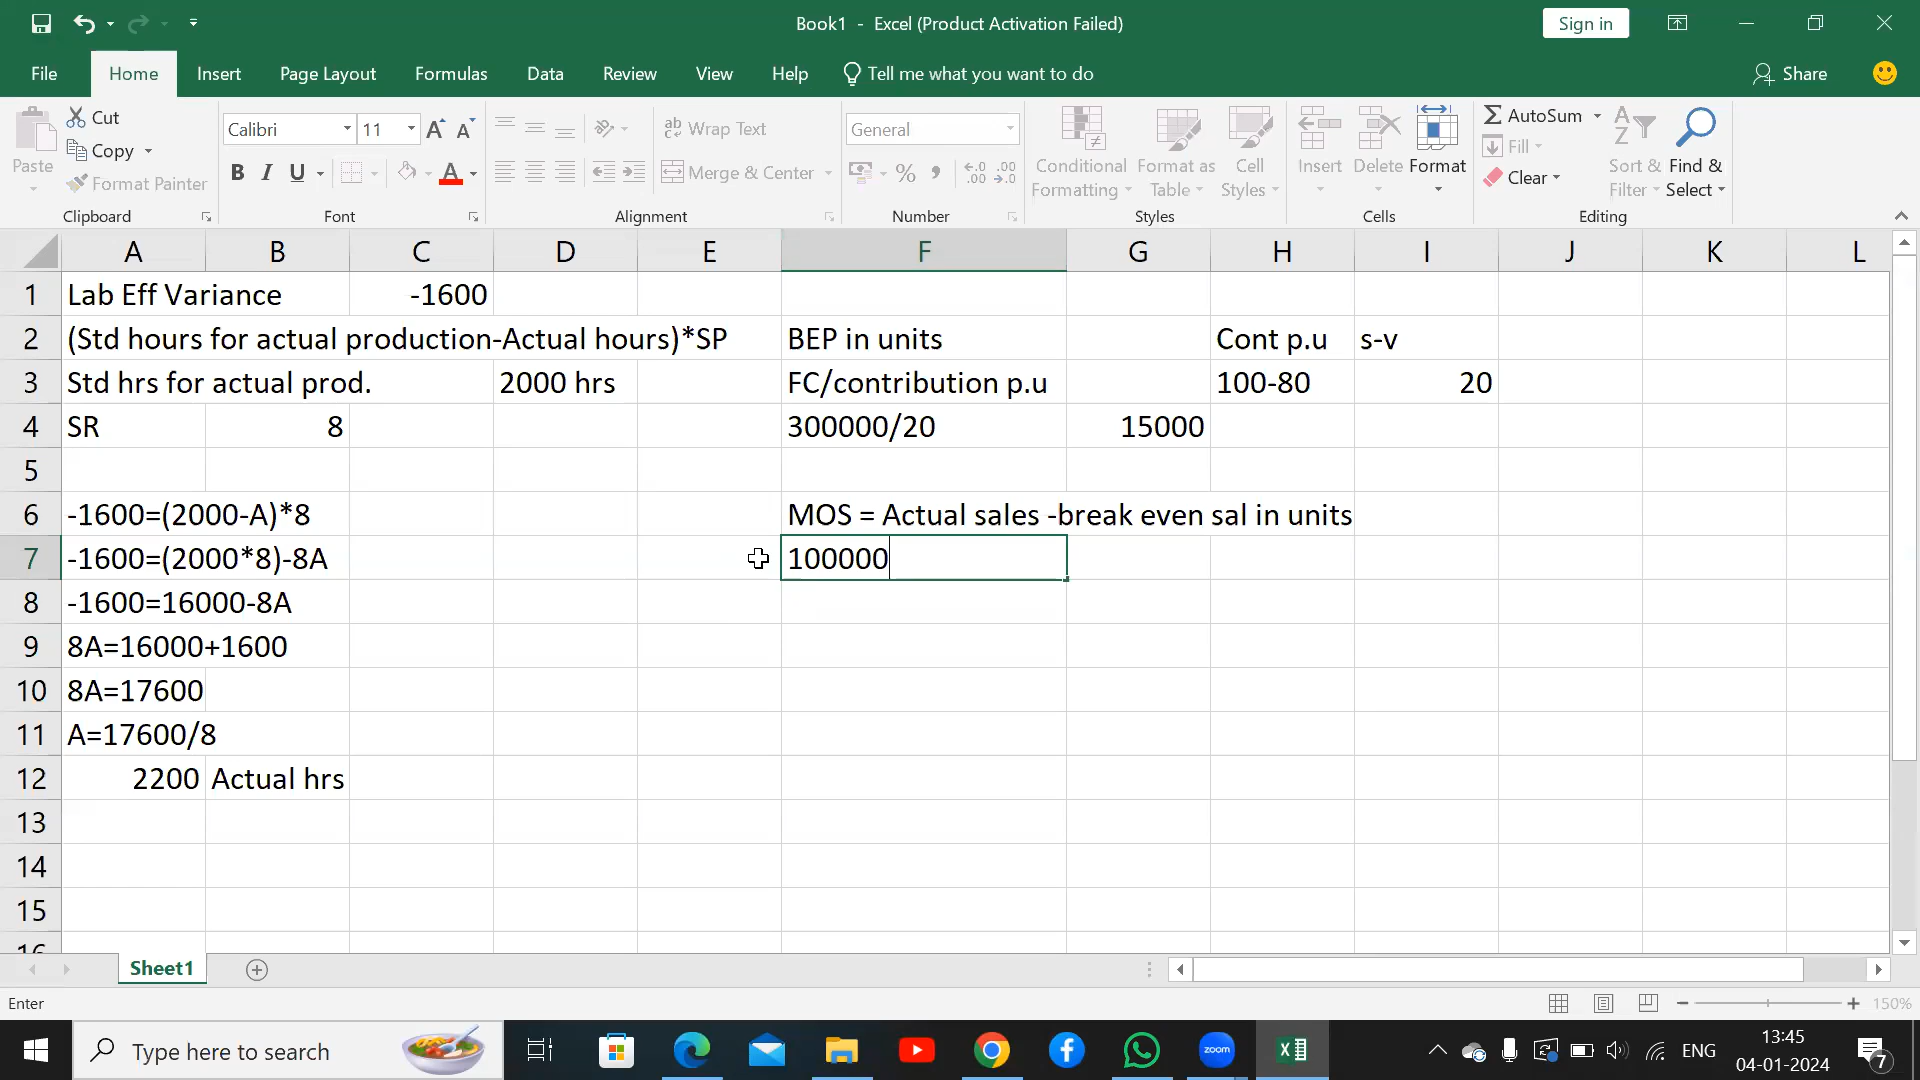 Book1 - Excel (Product Activation Failed)
Sign in
File Home Insert Page Layout Formulas Data Review View Help Tell me what you want to do Share
Paste
Cut
Copy
Format Painter
Clipboard
Calibri 11 A A
B I U A
Font
ab Wrap Text
Merge & Center
Alignment
General
% ,
←.0 .00
.00 →.0
Number
Conditional Formatting
Format as Table
Cell Styles
Styles
Insert Delete Format
Cells
AutoSum
Fill
Clear
Sort & Filter
Find & Select
Editing
A B C D E F G H I J K L
1 Lab Eff Variance -1600
2 (Std hours for actual production-Actual hours)*SP BEP in units Cont p.u s-v
3 Std hrs for actual prod. 2000 hrs FC/contribution p.u 100-80 20
4 SR 8 300000/20 15000
5
6 -1600=(2000-A)*8 MOS = Actual sales -break even sal in units
7 -1600=(2000*8)-8A 100000
8 -1600=16000-8A
9 8A=16000+1600
10 8A=17600
11 A=17600/8
12 2200 Actual hrs
13
14
15
16
Sheet1
Enter 150%
Type here to search
zoom
ENG
13:45
04-01-2024
7